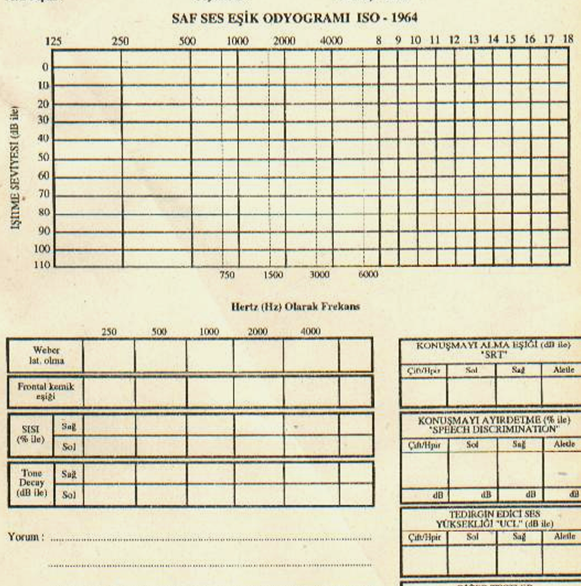 SAF SES EŞİK ODYOGRAMI ISO - 1964
125 250 500 1000 2000 4000 8 9 10 11 12 13 14 15 16 17 18
İŞİTME SEVİYESİ (dB ile)
0
10
20
30
40
50
60
70
80
90
100
110
750 1500 3000 6000
Hertz (Hz) Olarak Frekans
250 500 1000 2000 4000
Weber
lat. olma
Frontal kemik
eşiği
SISI
(% ile)
Sağ
Sol
Tone
Decay
(dB ile)
Sağ
Sol
Yorum :
KONUŞMAYI ALMA EŞİĞİ (dB ile)
"SRT"
Çift/Hpir Sol Sağ Aletle
KONUŞMAYI AYIRDETME (% ile)
"SPEECH DISCRIMINATION"
Çift/Hpir Sol Sağ Aletle
dB dB dB dB
TEDİRGİN EDİCİ SES
YÜKSEKLİĞİ "UCL" (dB ile)
Çift/Hpir Sol Sağ Aletle